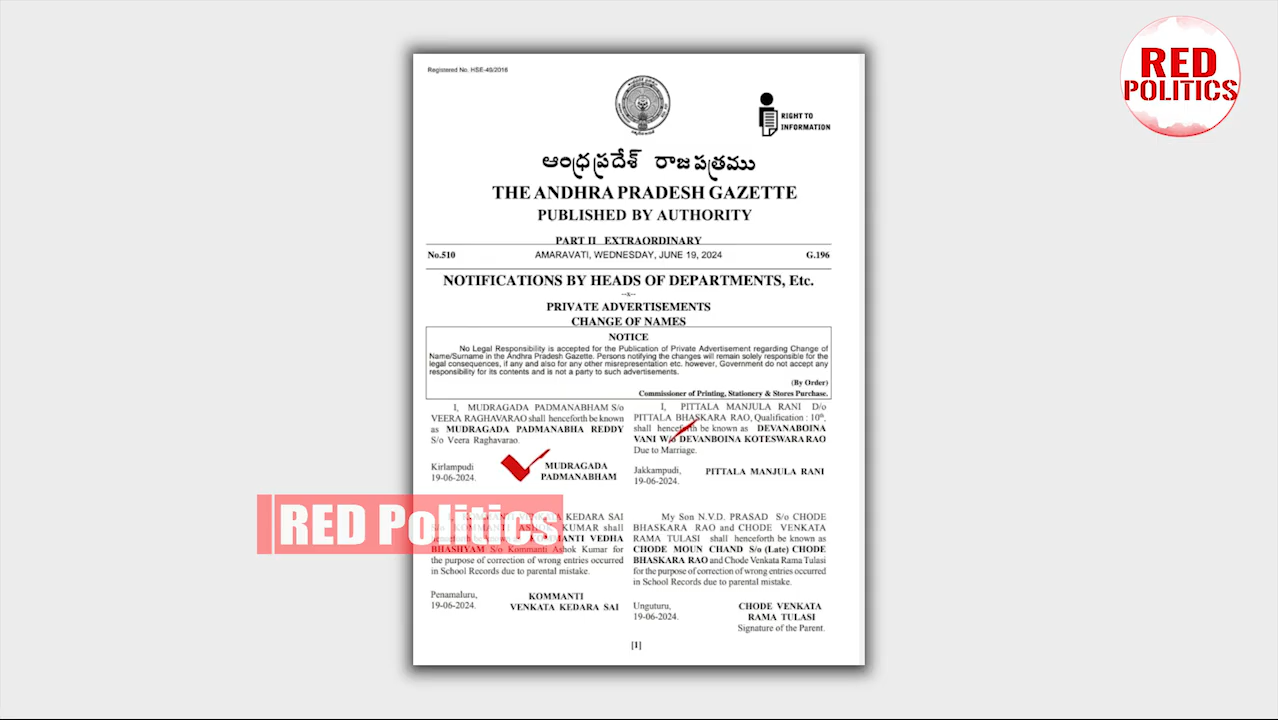 RED
POLITICS
Registered No. HSE-49/2016
RIGHT TO
INFORMATION
ఆంధ్రప్రదేశ్ రాజపత్రము
THE ANDHRA PRADESH GAZETTE
PUBLISHED BY AUTHORITY
PART II EXTRAORDINARY
No.510 AMARAVATI, WEDNESDAY, JUNE 19, 2024 G.196
NOTIFICATIONS BY HEADS OF DEPARTMENTS, Etc.
--x--
PRIVATE ADVERTISEMENTS
CHANGE OF NAMES
NOTICE
No Legal Responsibility is accepted for the Publication of Private Advertisement regarding Change of
Name/Surname in the Andhra Pradesh Gazette. Persons notifying the changes will remain solely responsible for the
legal consequences, if any and also for any other misrepresentation etc. however, Government do not accept any
responsibility for its contents and is not a party to such advertisements.
(By Order)
Commissioner of Printing, Stationery & Stores Purchase.
I, MUDRAGADA PADMANABHAM S/o
VEERA RAGHAVARAO shall henceforth be known
as MUDRAGADA PADMANABHA REDDY
S/o Veera Raghavarao.
Kirlampudi
19-06-2024.
MUDRAGADA
PADMANABHAM
I, PITTALA MANJULA RANI D/o
PITTALA BHASKARA RAO, Qualification : 10th,
shall henceforth be known as DEVANABOINA
VANI W/o DEVANBOINA KOTESWARA RAO
Due to Marriage.
Jakkampudi,
19-06-2024.
PITTALA MANJULA RANI
RED Politics
KEDARA SAI
KUMAR shall
VEDHA
BHASHYAM S/o Kommanti Ashok Kumar for
the purpose of correction of wrong entries occurred
in School Records due to parental mistake.
Penamaluru,
19-06-2024.
KOMMANTI
VENKATA KEDARA SAI
My Son N.V.D. PRASAD S/o CHODE
BHASKARA RAO and CHODE VENKATA
RAMA TULASI shall henceforth be known as
CHODE MOUN CHAND S/o (Late) CHODE
BHASKARA RAO and Chode Venkata Rama Tulasi
for the purpose of correction of wrong entries occurred
in School Records due to parental mistake.
Unguturu,
19-06-2024.
CHODE VENKATA
RAMA TULASI
Signature of the Parent.
[1]